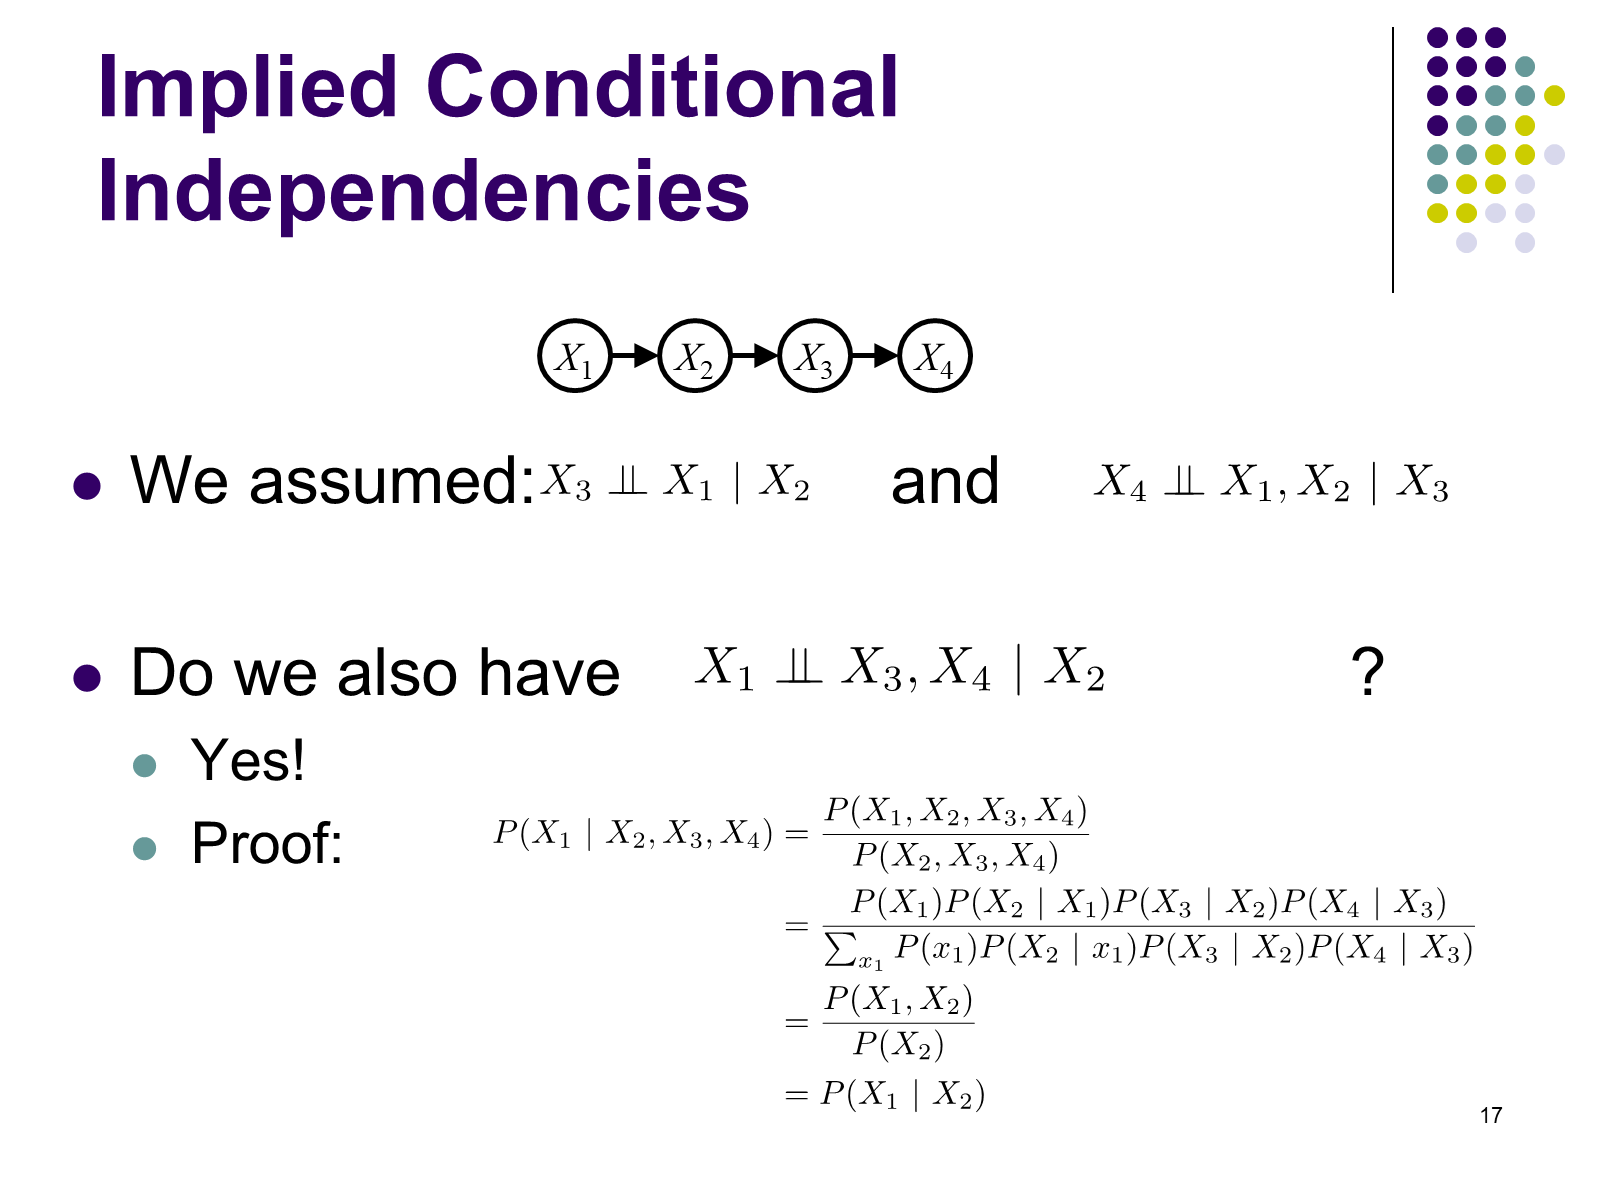 Implied Conditional
Independencies
X₁ X₂ X₃ X₄
We assumed: X₃ ⫫ X₁ | X₂ and X₄ ⫫ X₁, X₂ | X₃
Do we also have X₁ ⫫ X₃, X₄ | X₂ ?
Yes!
Proof:
P(X₁ | X₂, X₃, X₄) = P(X₁, X₂, X₃, X₄) / P(X₂, X₃, X₄)
= P(X₁)P(X₂ | X₁)P(X₃ | X₂)P(X₄ | X₃) / ∑ₓ₁ P(x₁)P(X₂ | x₁)P(X₃ | X₂)P(X₄ | X₃)
= P(X₁, X₂) / P(X₂)
= P(X₁ | X₂)
17